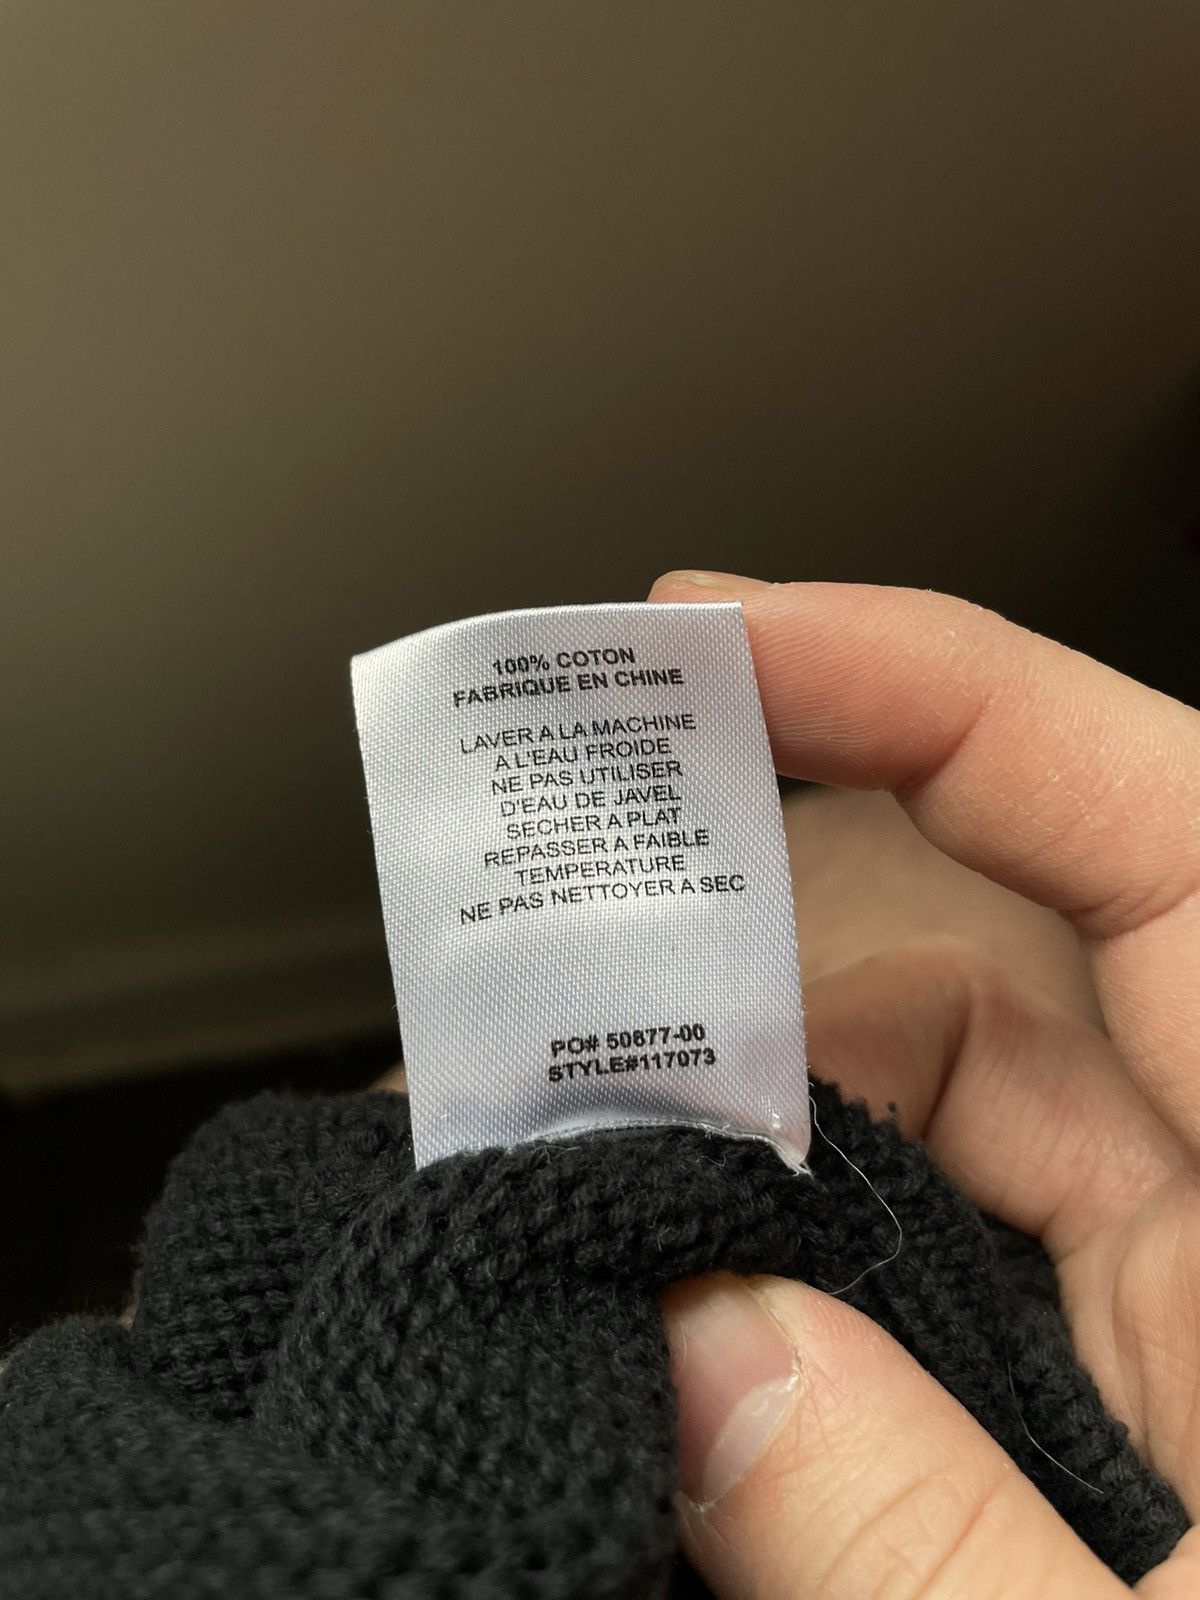 100% COTON
FABRIQUE EN CHINE
LAVER A LA MACHINE
A L'EAU FROIDE
NE PAS UTILISER
D'EAU DE JAVEL
SECHER A PLAT
REPASSER A FAIBLE
TEMPERATURE
NE PAS NETTOYER A SEC
PO# 50877-00
STYLE#117073